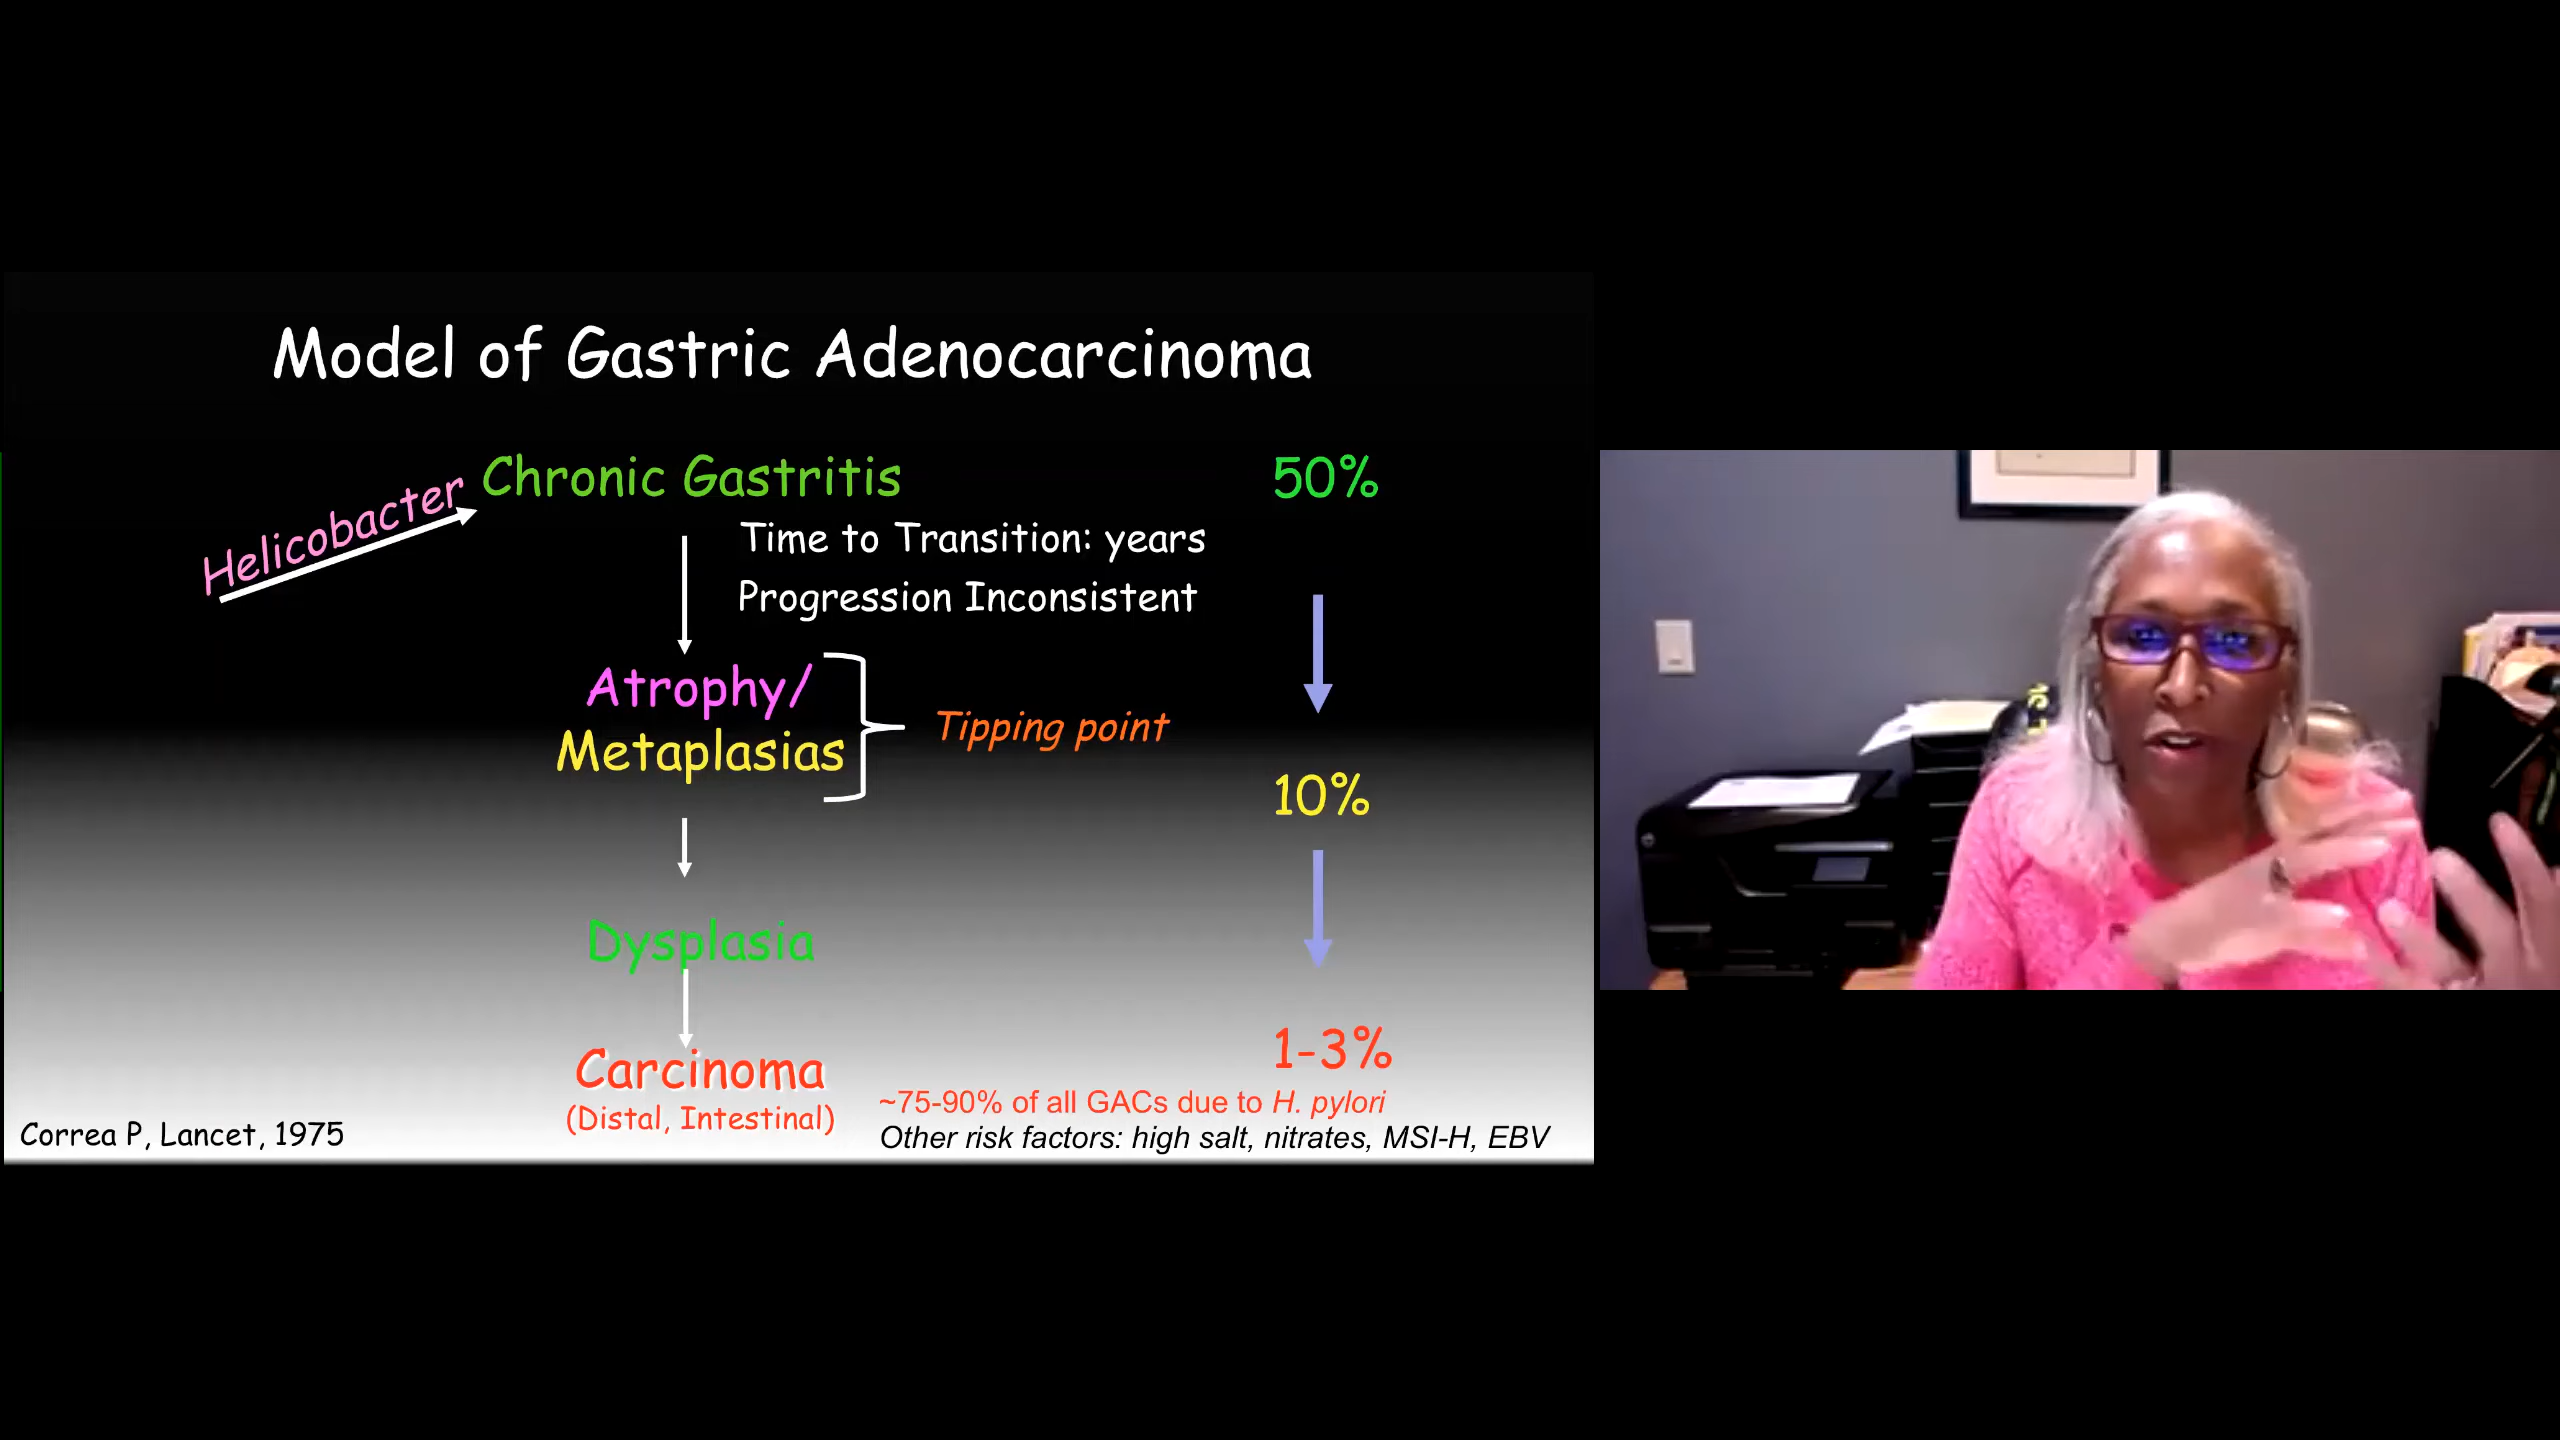 Model of Gastric Adenocarcinoma
Helicobacter
Chronic Gastritis
50%
Time to Transition: years
Progression Inconsistent
Atrophy/
Metaplasias
Tipping point
10%
Dysplasia
Carcinoma
(Distal, Intestinal)
1-3%
~75-90% of all GACs due to H. pylori
Other risk factors: high salt, nitrates, MSI-H, EBV
Correa P, Lancet, 1975